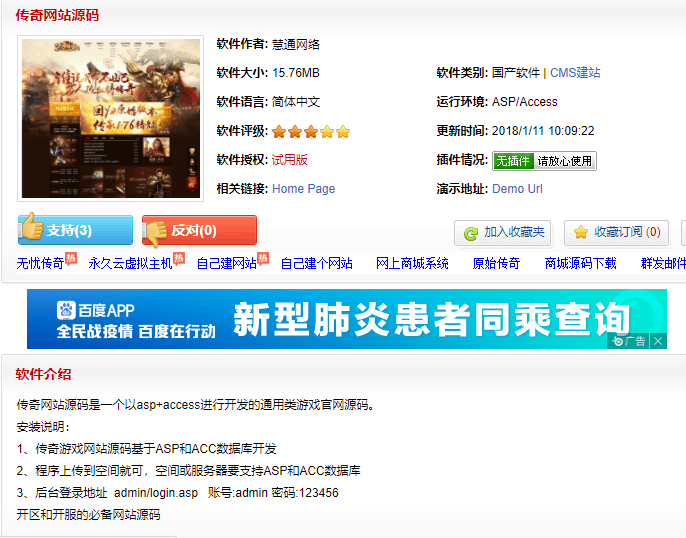 传奇网站源码
软件作者: 慧通网络
软件大小: 15.76MB
软件类别: 国产软件 | CMS建站
软件语言: 简体中文
运行环境: ASP/Access
软件评级:
更新时间: 2018/1/11 10:09:22
软件授权: 试用版
插件情况: 无插件 请放心使用
相关链接: Home Page
演示地址: Demo Url
回归原始版本
传承176精髓
支持(3)
反对(0)
加入收藏夹
收藏订阅 (0)
无忧传奇热
永久云虚拟主机热
自己建网站热
自己建个网站
网上商城系统
原始传奇
商城源码下载
群发邮件
百度APP
全民战疫情 百度在行动
新型肺炎患者同乘查询
广告
软件介绍
传奇网站源码是一个以asp+access进行开发的通用类游戏官网源码。
安装说明：
1、传奇游戏网站源码基于ASP和ACC数据库开发
2、程序上传到空间就可，空间或服务器要支持ASP和ACC数据库
3、后台登录地址 admin/login.asp 账号:admin 密码:123456
开区和开服的必备网站源码